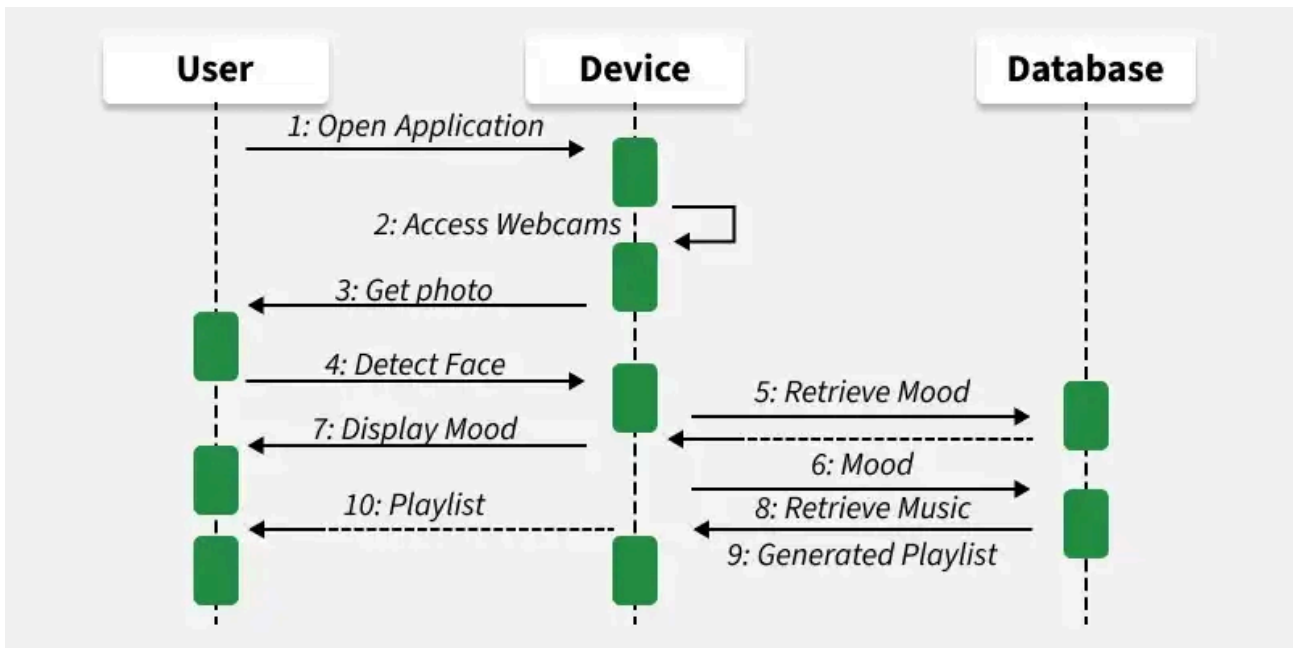 User
Device
Database
1: Open Application
2: Access Webcams
3: Get photo
4: Detect Face
5: Retrieve Mood
7: Display Mood
6: Mood
10: Playlist
8: Retrieve Music
9: Generated Playlist